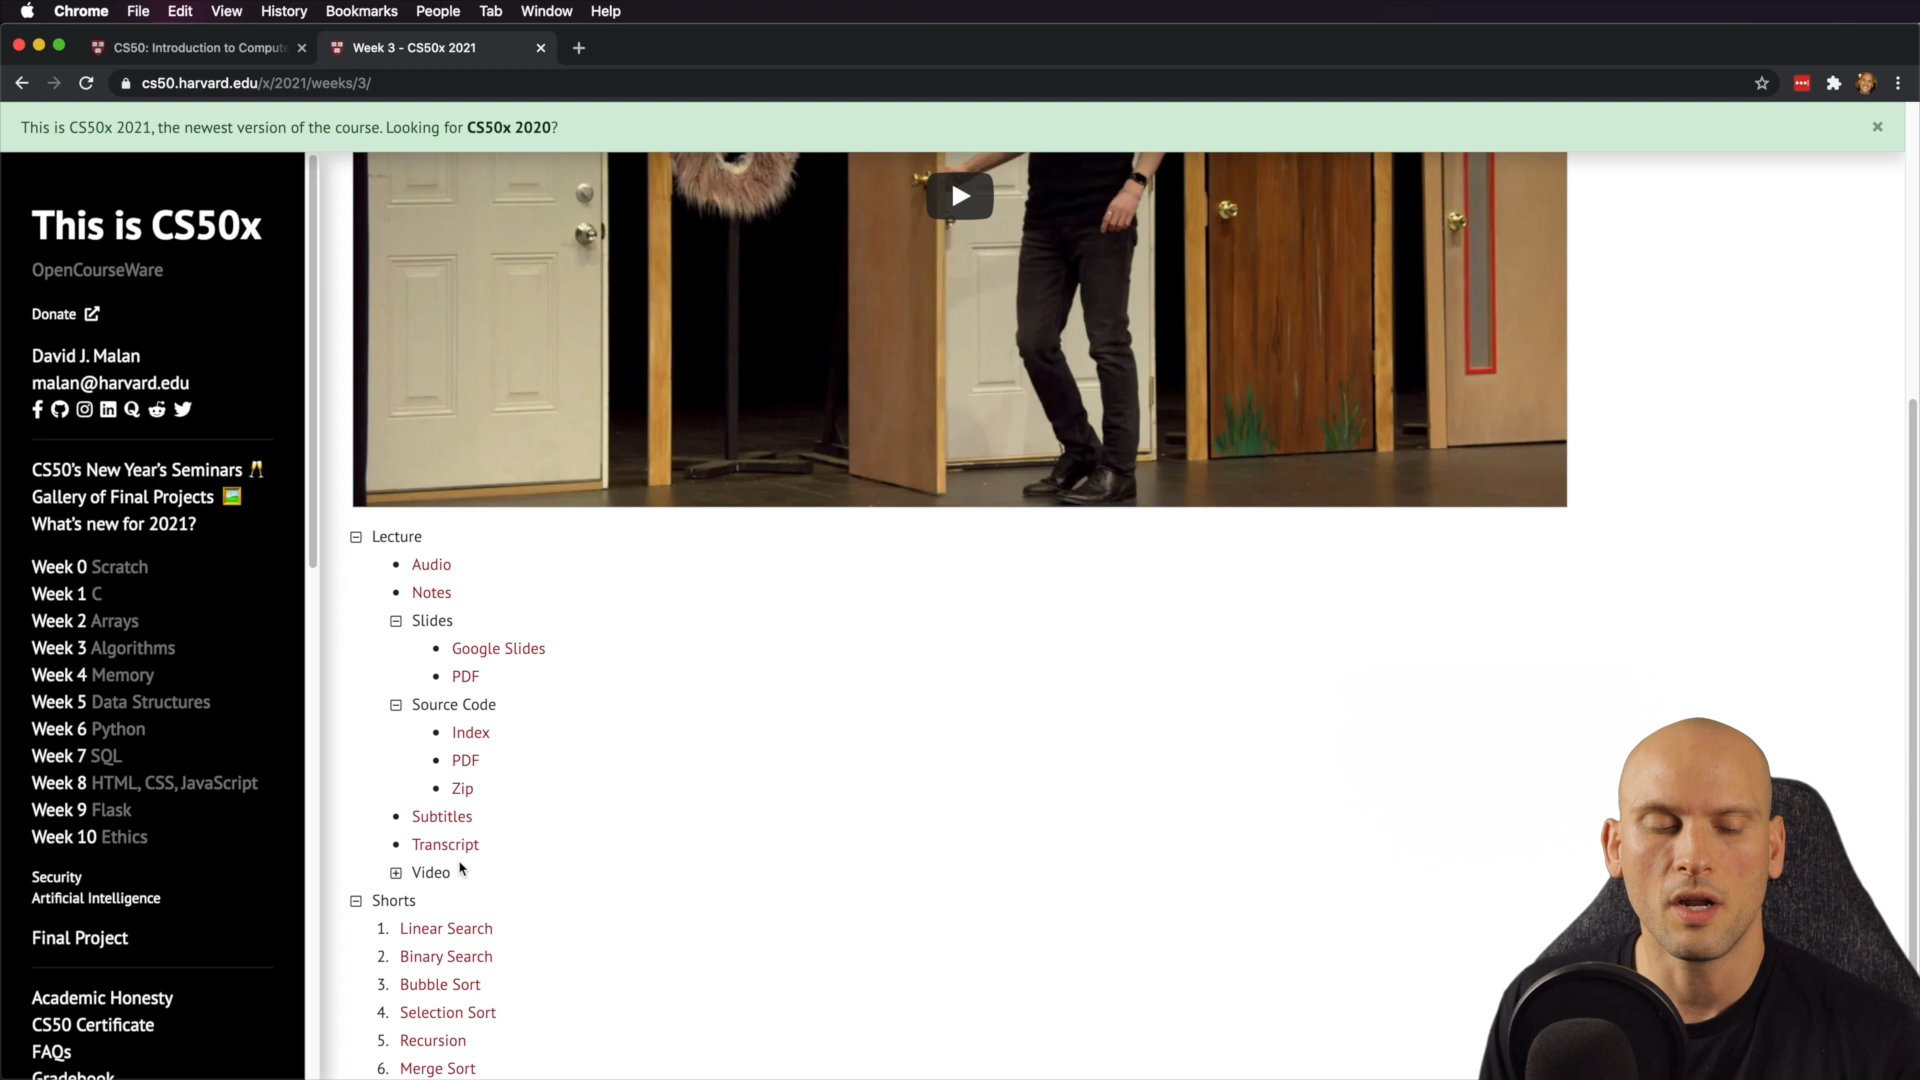 Chrome File Edit View History Bookmarks People Tab Window Help
CS50: Introduction to Compute
Week 3 - CS50x 2021
cs50.harvard.edu/x/2021/weeks/3/
This is CS50x 2021, the newest version of the course. Looking for CS50x 2020?
This is CS50x
OpenCourseWare
Donate
David J. Malan
malan@harvard.edu
CS50's New Year's Seminars
Gallery of Final Projects
What's new for 2021?
Week 0 Scratch
Week 1 C
Week 2 Arrays
Week 3 Algorithms
Week 4 Memory
Week 5 Data Structures
Week 6 Python
Week 7 SQL
Week 8 HTML, CSS, JavaScript
Week 9 Flask
Week 10 Ethics
Security
Artificial Intelligence
Final Project
Academic Honesty
CS50 Certificate
FAQs
Gradebook
Lecture
Audio
Notes
Slides
Google Slides
PDF
Source Code
Index
PDF
Zip
Subtitles
Transcript
Video
Shorts
1. Linear Search
2. Binary Search
3. Bubble Sort
4. Selection Sort
5. Recursion
6. Merge Sort